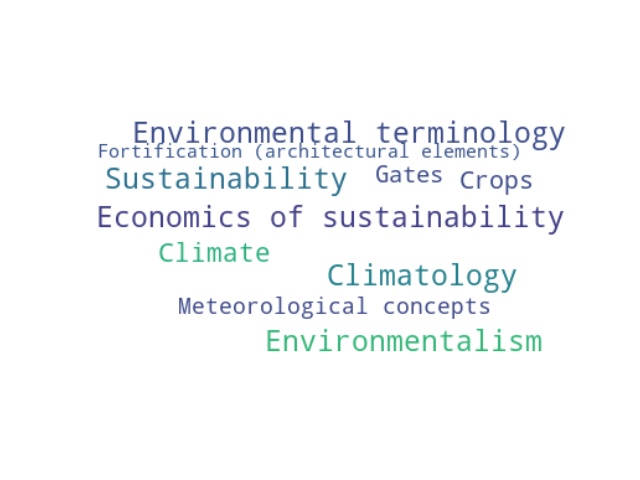 Environmental terminology
Fortification (architectural elements)
Sustainability Gates Crops
Economics of sustainability
Climate
Climatology
Meteorological concepts
Environmentalism